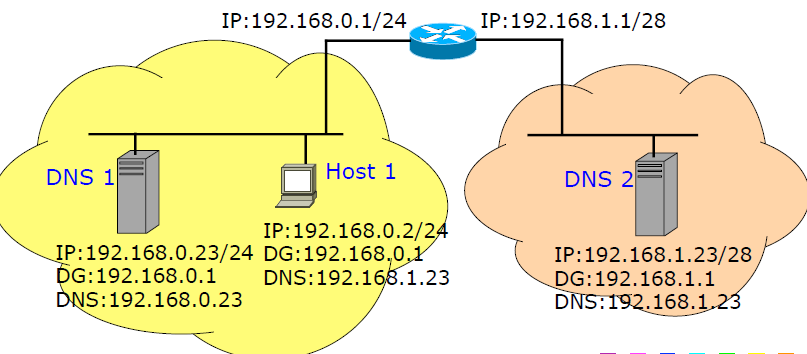 IP:192.168.0.1/24
IP:192.168.1.1/28
DNS 1
Host 1
DNS 2
IP:192.168.0.23/24
DG:192.168.0.1
DNS:192.168.0.23
IP:192.168.0.2/24
DG:192.168.0.1
DNS:192.168.1.23
IP:192.168.1.23/28
DG:192.168.1.1
DNS:192.168.1.23